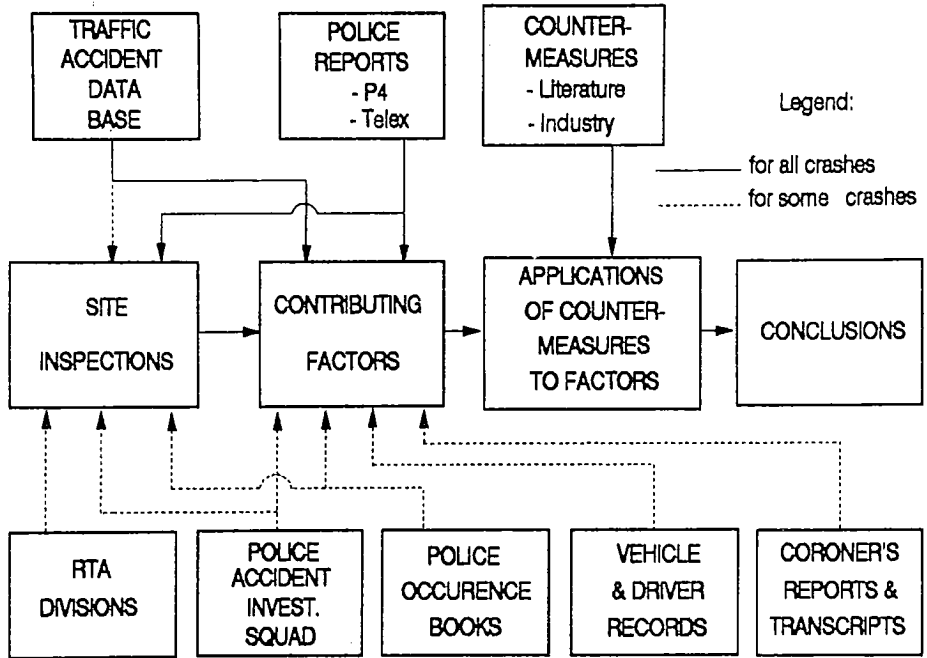 TRAFFIC
ACCIDENT
DATA
BASE
POLICE
REPORTS
- P4
- Telex
COUNTER-
MEASURES
- Literature
- Industry
Legend:
for all crashes
for some crashes
SITE
INSPECTIONS
CONTRIBUTING
FACTORS
APPLICATIONS
OF COUNTER-
MEASURES
TO FACTORS
CONCLUSIONS
RTA
DIVISIONS
POLICE
ACCIDENT
INVEST.
SQUAD
POLICE
OCCURENCE
BOOKS
VEHICLE
& DRIVER
RECORDS
CORONER'S
REPORTS &
TRANSCRIPTS